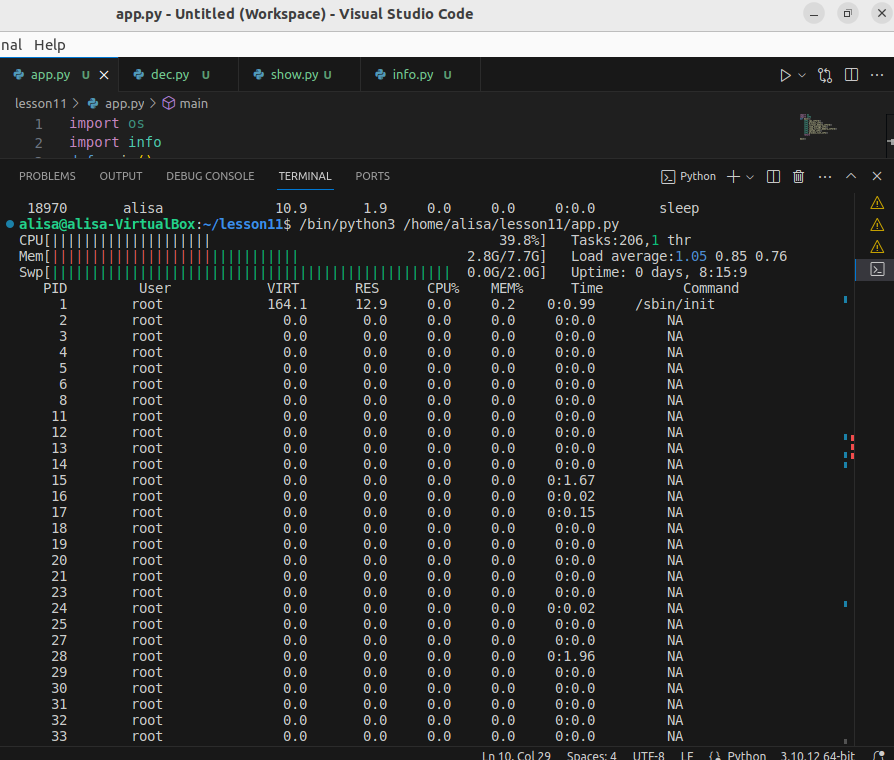 app.py - Untitled (Workspace) - Visual Studio Code
nal Help
app.py U dec.py U show.py U info.py U
lesson11 > app.py > main
1 import os
2 import info
PROBLEMS OUTPUT DEBUG CONSOLE TERMINAL PORTS Python
18970 alisa 10.9 1.9 0.0 0.0 0:0.0 sleep
alisa@alisa-VirtualBox:~/lesson11$ /bin/python3 /home/alisa/lesson11/app.py
CPU[|||||||||||||||||||| 39.8%] Tasks:206,1 thr
Mem[||||||||||||||||||||||||||||||| 2.8G/7.7G] Load average:1.05 0.85 0.76
Swp[|||||||||||||||||||||||||||||||||||||||||||||||||| 0.0G/2.0G] Uptime: 0 days, 8:15:9
PID User VIRT RES CPU% MEM% Time Command
1 root 164.1 12.9 0.0 0.2 0:0.99 /sbin/init
2 root 0.0 0.0 0.0 0.0 0:0.0 NA
3 root 0.0 0.0 0.0 0.0 0:0.0 NA
4 root 0.0 0.0 0.0 0.0 0:0.0 NA
5 root 0.0 0.0 0.0 0.0 0:0.0 NA
6 root 0.0 0.0 0.0 0.0 0:0.0 NA
8 root 0.0 0.0 0.0 0.0 0:0.0 NA
11 root 0.0 0.0 0.0 0.0 0:0.0 NA
12 root 0.0 0.0 0.0 0.0 0:0.0 NA
13 root 0.0 0.0 0.0 0.0 0:0.0 NA
14 root 0.0 0.0 0.0 0.0 0:0.0 NA
15 root 0.0 0.0 0.0 0.0 0:1.67 NA
16 root 0.0 0.0 0.0 0.0 0:0.02 NA
17 root 0.0 0.0 0.0 0.0 0:0.15 NA
18 root 0.0 0.0 0.0 0.0 0:0.0 NA
19 root 0.0 0.0 0.0 0.0 0:0.0 NA
20 root 0.0 0.0 0.0 0.0 0:0.0 NA
21 root 0.0 0.0 0.0 0.0 0:0.0 NA
23 root 0.0 0.0 0.0 0.0 0:0.0 NA
24 root 0.0 0.0 0.0 0.0 0:0.02 NA
25 root 0.0 0.0 0.0 0.0 0:0.0 NA
27 root 0.0 0.0 0.0 0.0 0:0.0 NA
28 root 0.0 0.0 0.0 0.0 0:1.96 NA
29 root 0.0 0.0 0.0 0.0 0:0.0 NA
30 root 0.0 0.0 0.0 0.0 0:0.0 NA
31 root 0.0 0.0 0.0 0.0 0:0.0 NA
32 root 0.0 0.0 0.0 0.0 0:0.0 NA
33 root 0.0 0.0 0.0 0.0 0:0.0 NA
Ln 10, Col 29 Spaces: 4 UTF-8 LF Python 3.10.12 64-bit